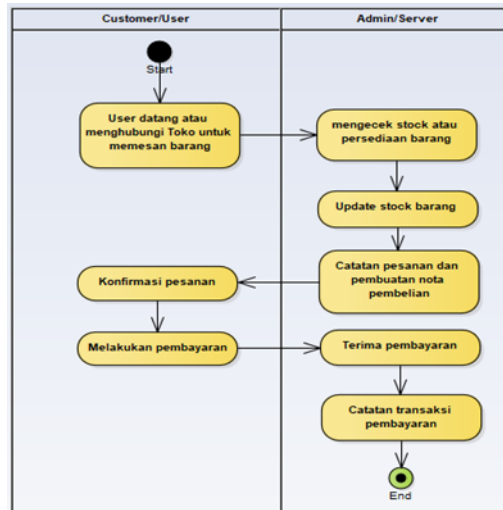 Customer/User
Admin/Server
Start
User datang atau
menghubungi Toko untuk
memesan barang
mengecek stock atau
persediaan barang
Update stock barang
Catatan pesanan dan
pembuatan nota
pembelian
Konfirmasi pesanan
Melakukan pembayaran
Terima pembayaran
Catatan transaksi
pembayaran
End